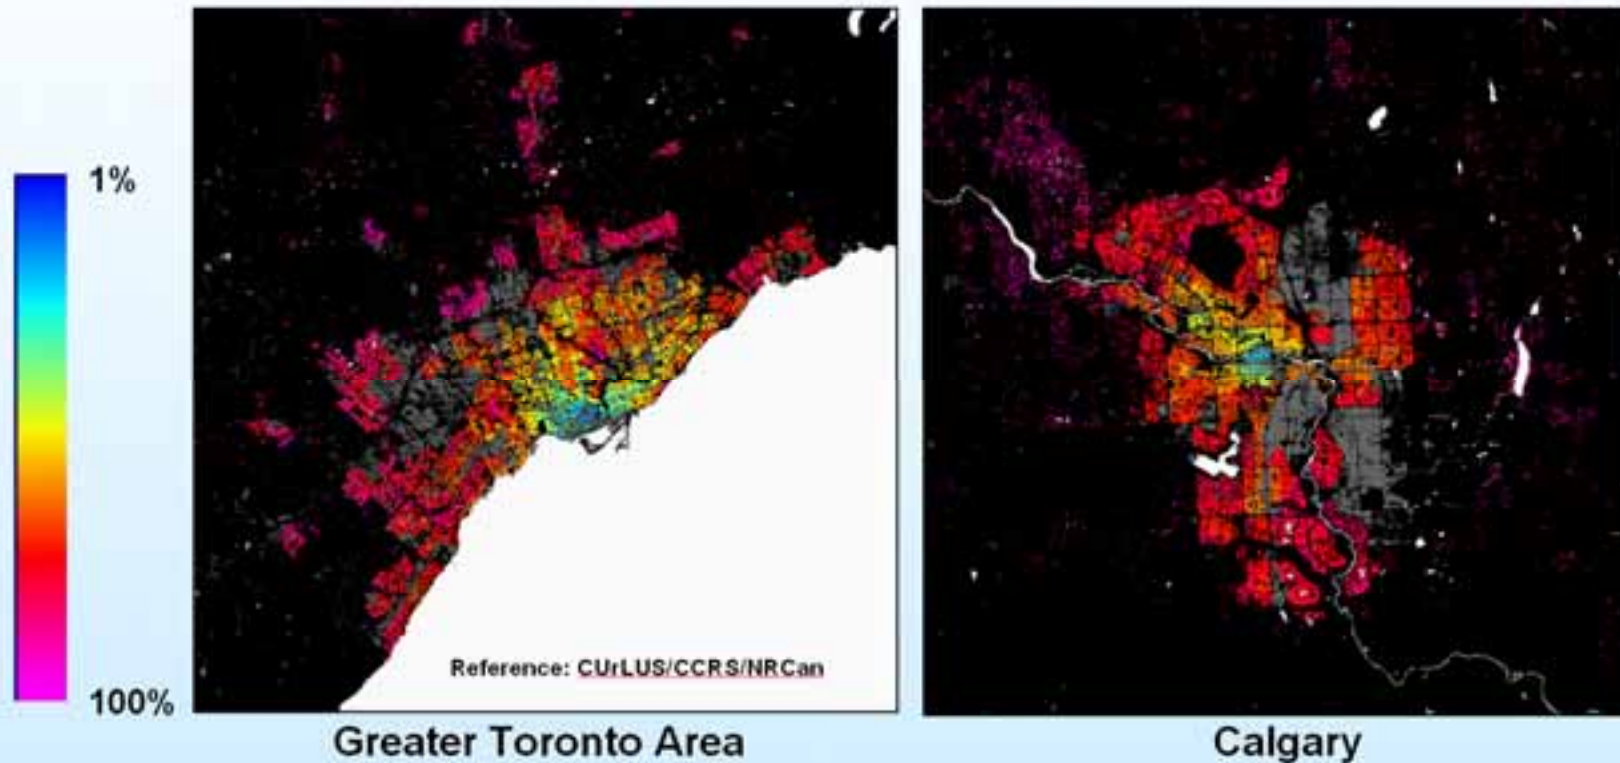 1%
100%
Reference: CUrLUS/CCRS/NRCan
Greater Toronto Area
Calgary